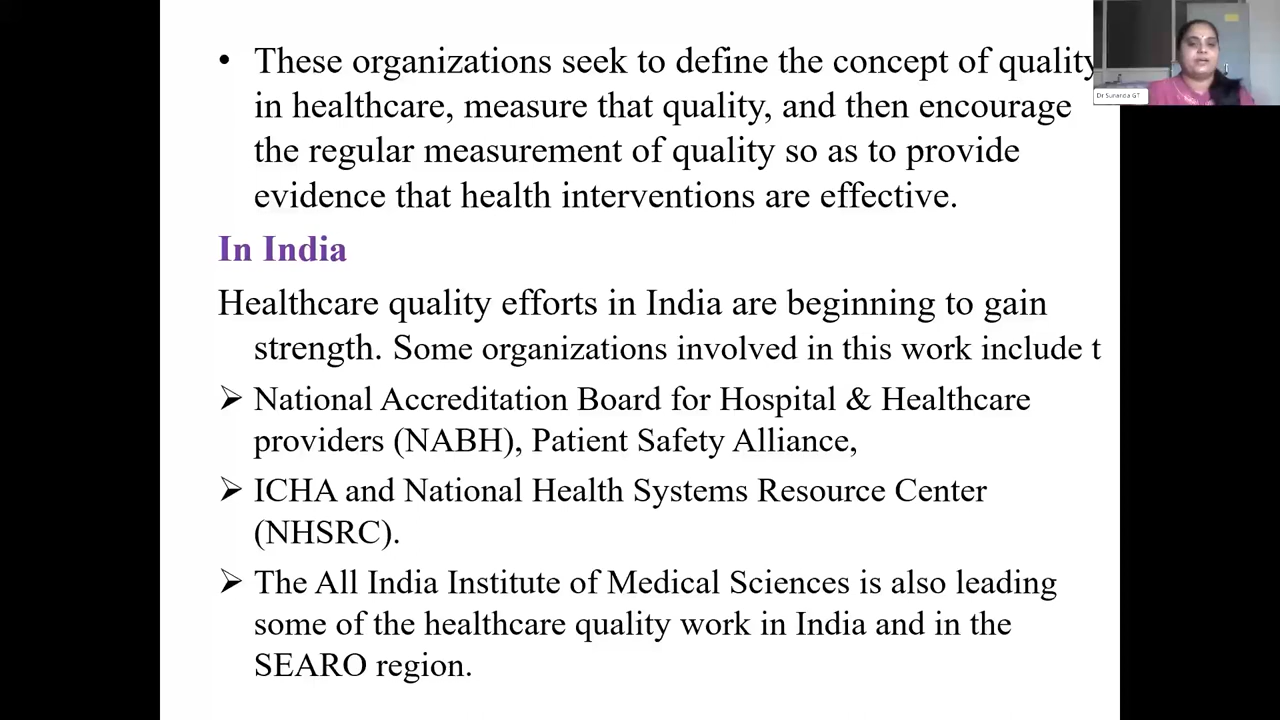 • These organizations seek to define the concept of quality
in healthcare, measure that quality, and then encourage
the regular measurement of quality so as to provide
evidence that health interventions are effective.
In India
Healthcare quality efforts in India are beginning to gain
strength. Some organizations involved in this work include t
➢ National Accreditation Board for Hospital & Healthcare
providers (NABH), Patient Safety Alliance,
➢ ICHA and National Health Systems Resource Center
(NHSRC).
➢ The All India Institute of Medical Sciences is also leading
some of the healthcare quality work in India and in the
SEARO region.
Dr Sunanda GT